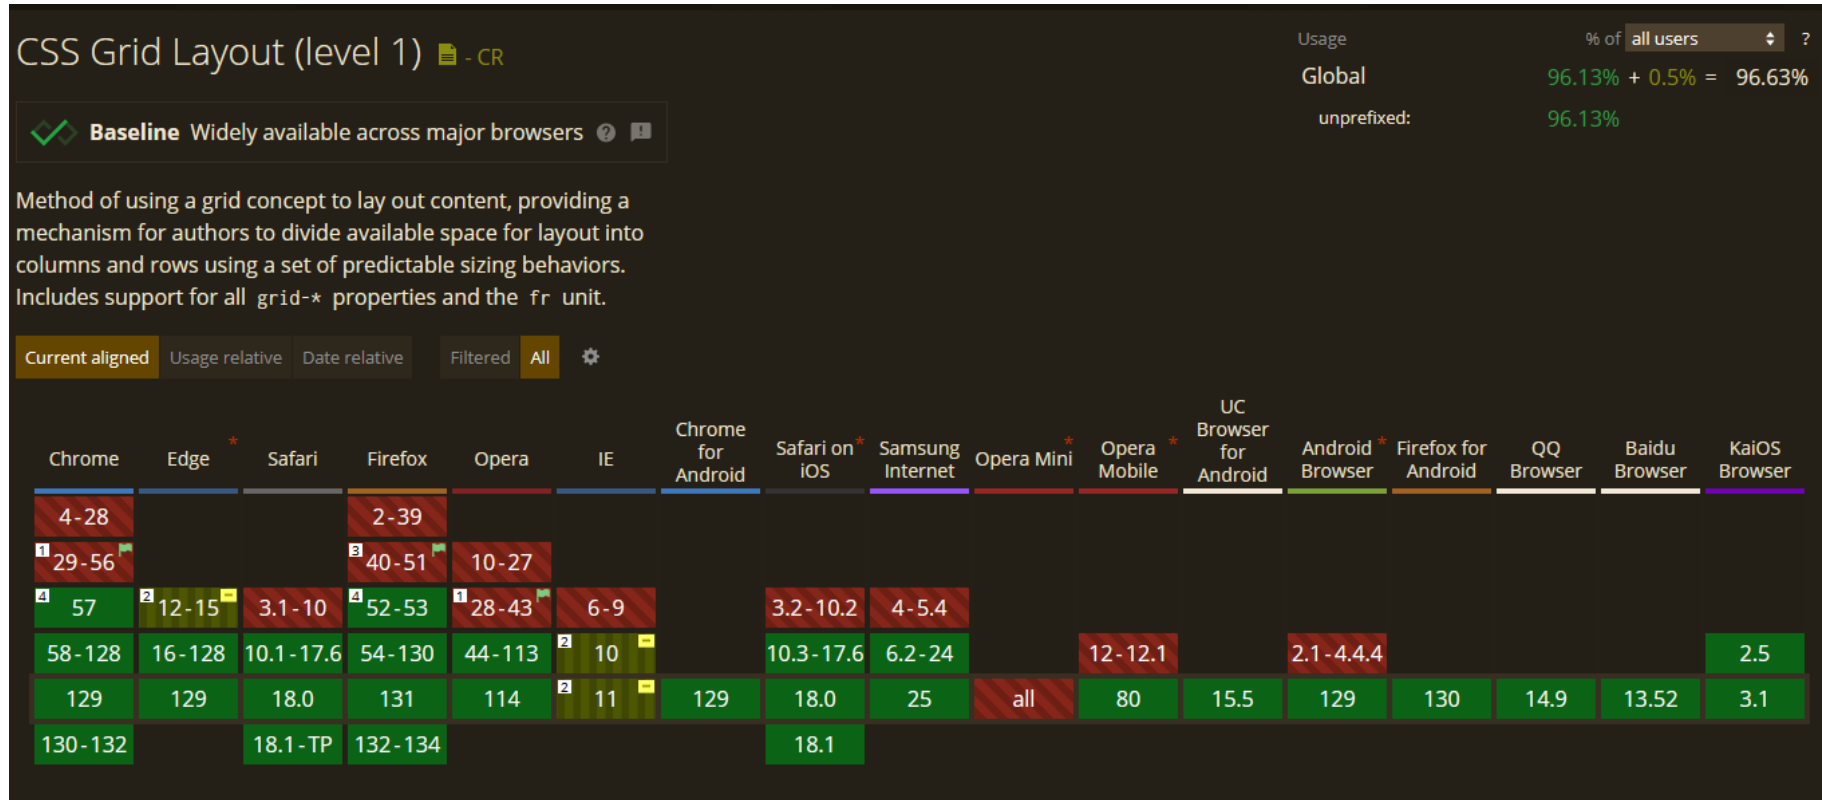 CSS Grid Layout (level 1) - CR
Usage % of all users ?
Global 96.13% + 0.5% = 96.63%
unprefixed: 96.13%
Baseline Widely available across major browsers ?
Method of using a grid concept to lay out content, providing a
mechanism for authors to divide available space for layout into
columns and rows using a set of predictable sizing behaviors.
Includes support for all grid-* properties and the fr unit.
Current aligned Usage relative Date relative Filtered All
Chrome Edge * Safari Firefox Opera IE Chrome for Android Safari on iOS * Samsung Internet Opera Mini * Opera Mobile * UC Browser for Android Android Browser * Firefox for Android QQ Browser Baidu Browser KaiOS Browser
4-28 2-39
1 29-56 3 40-51 10-27
4 57 2 12-15 3.1-10 4 52-53 1 28-43 6-9 3.2-10.2 4-5.4
58-128 16-128 10.1-17.6 54-130 44-113 2 10 10.3-17.6 6.2-24 12-12.1 2.1-4.4.4 2.5
129 129 18.0 131 114 2 11 129 18.0 25 all 80 15.5 129 130 14.9 13.52 3.1
130-132 18.1-TP 132-134 18.1